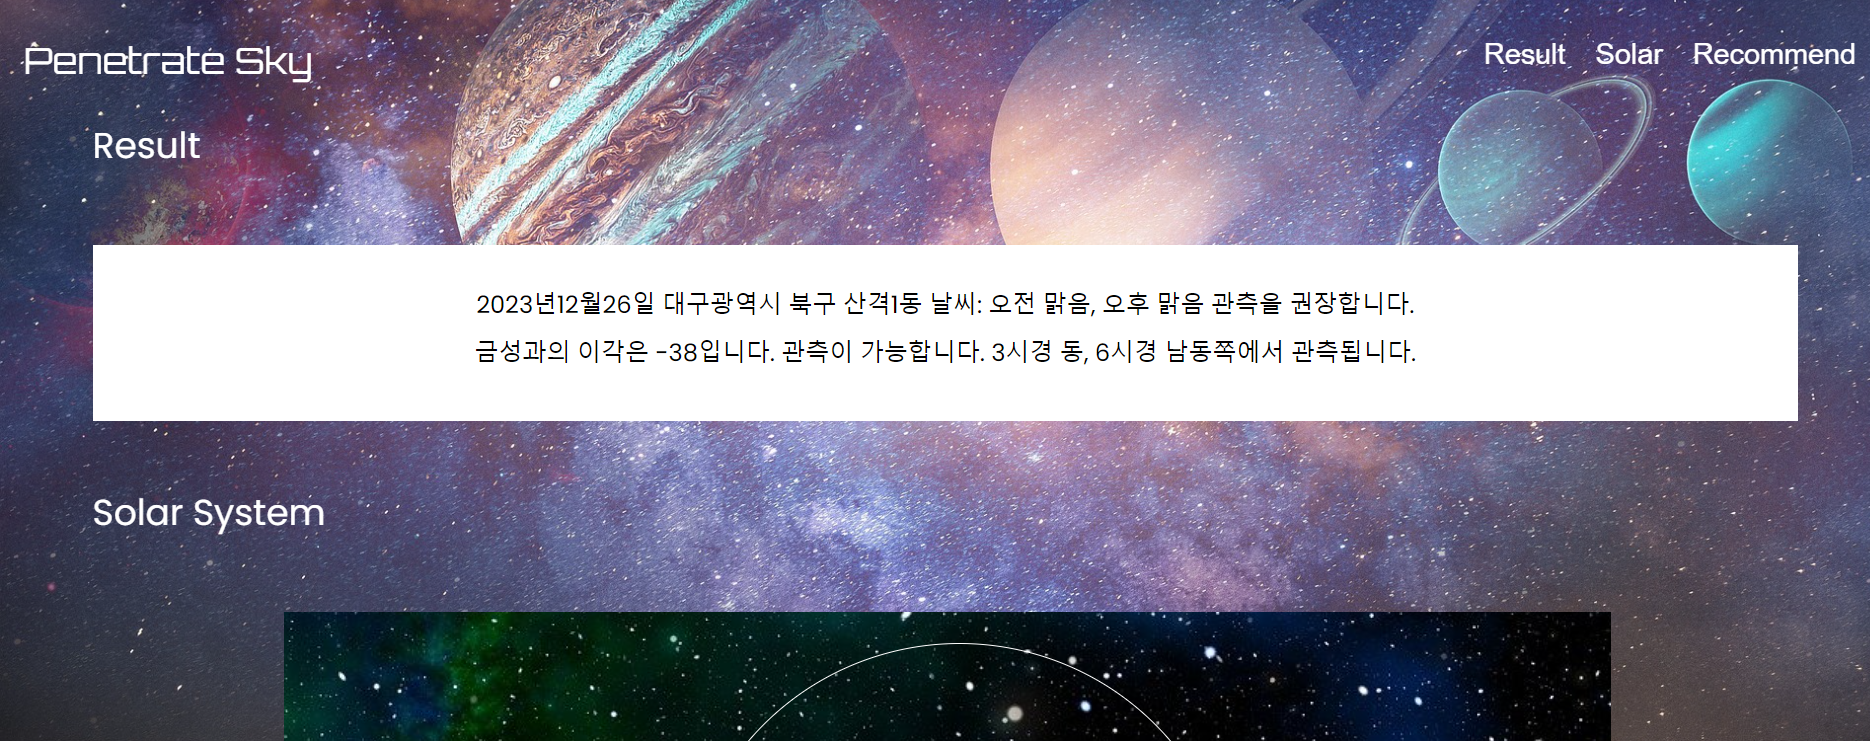 Penetrate Sky
Result Solar Recommend
Result
2023년12월26일 대구광역시 북구 산격1동 날씨: 오전 맑음, 오후 맑음 관측을 권장합니다.
금성과의 이각은 -38입니다. 관측이 가능합니다. 3시경 동, 6시경 남동쪽에서 관측됩니다.
Solar System